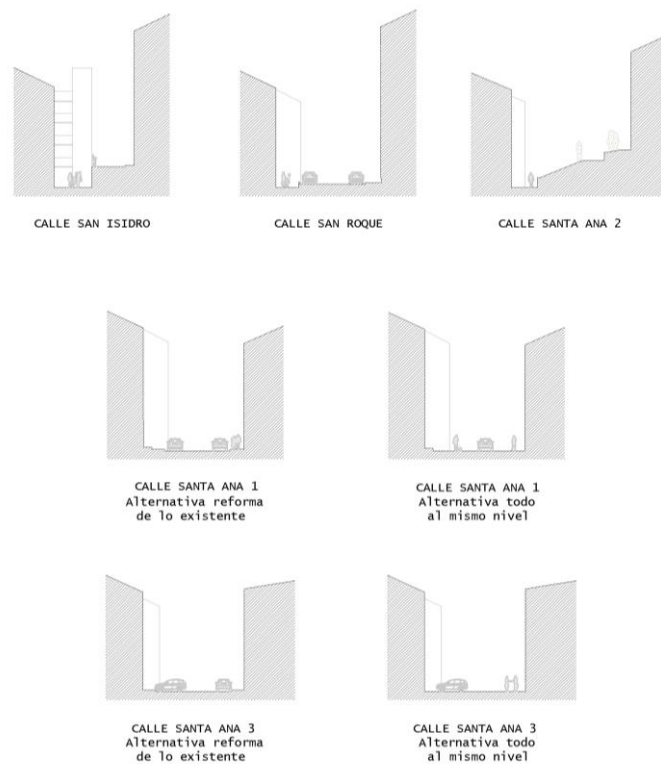 CALLE SAN ISIDRO
CALLE SAN ROQUE
CALLE SANTA ANA 2
CALLE SANTA ANA 1
Alternativa reforma
de lo existente
CALLE SANTA ANA 1
Alternativa todo
al mismo nivel
CALLE SANTA ANA 3
Alternativa reforma
de lo existente
CALLE SANTA ANA 3
Alternativa todo
al mismo nivel